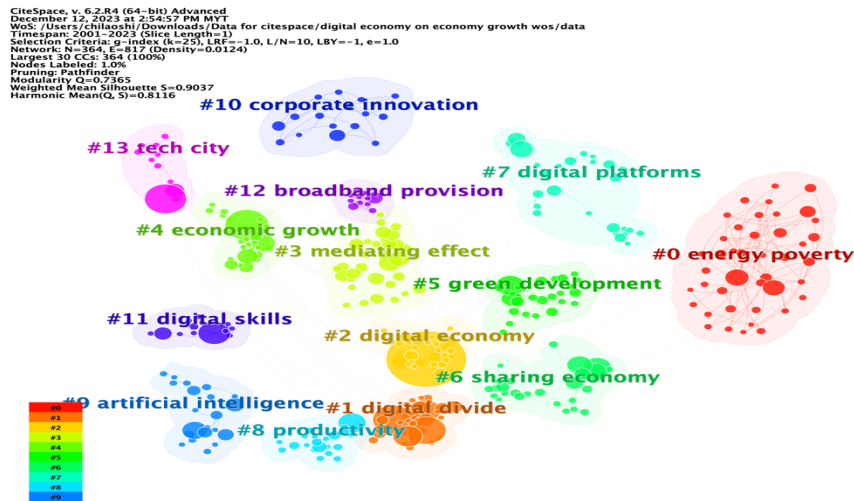 CiteSpace, v. 6.2.R4 (64-bit) Advanced
December 12, 2023 at 2:54:57 PM MYT
WoS: /Users/chilaoshi/Downloads/Data for citespace/digital economy on economy growth wos/data
Timespan: 2001-2023 (Slice Length=1)
Selection Criteria: g-index (k=25), LRF=-1.0, L/N=10, LBY=-1, e=1.0
Network: N=364, E=817 (Density=0.0124)
Largest 30 CCs: 364 (100%)
Nodes Labeled: 1.0%
Pruning: Pathfinder
Modularity Q=0.7365
Weighted Mean Silhouette S=0.9037
Harmonic Mean(Q, S)=0.8116
#10 corporate innovation
#13 tech city
#7 digital platforms
#12 broadband provision
#4 economic growth
#3 mediating effect
#0 energy poverty
#5 green development
#11 digital skills
#2 digital economy
#6 sharing economy
#9 artificial intelligence
#1 digital divide
#8 productivity
#0
#1
#2
#3
#4
#5
#6
#7
#8
#9